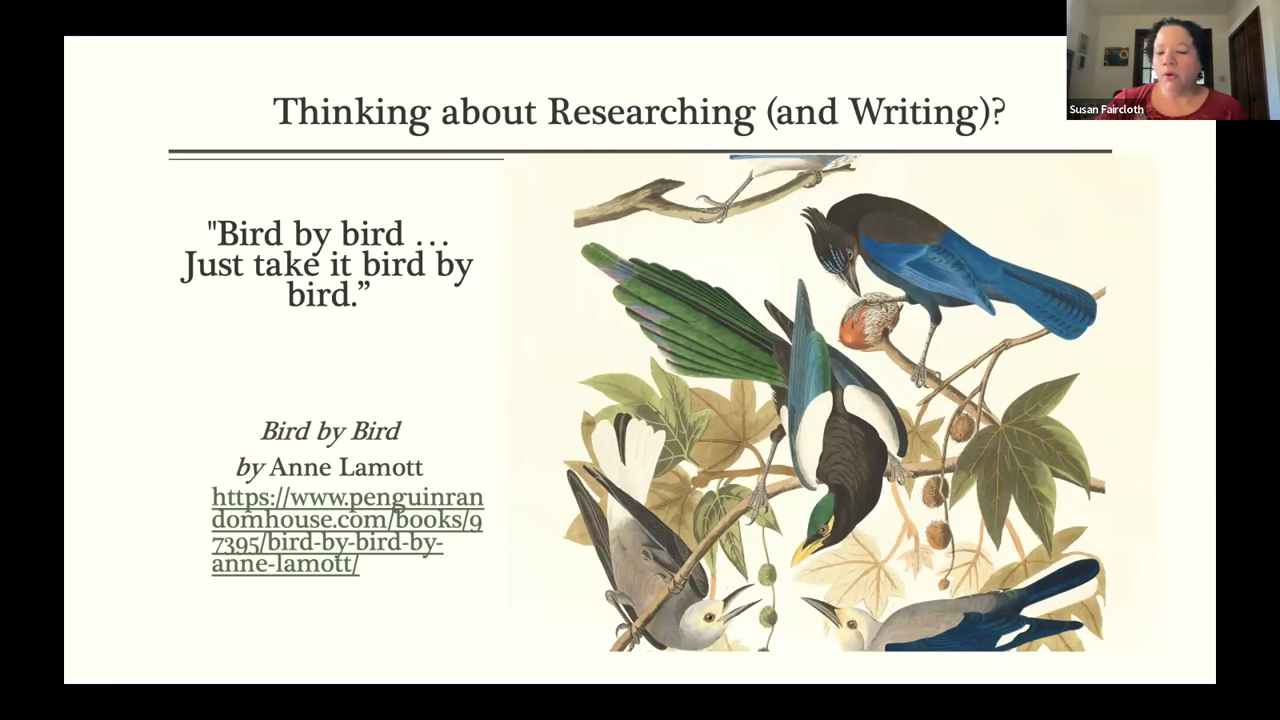 Thinking about Researching (and Writing)?
Susan Faircloth
"Bird by bird …
Just take it bird by
bird.”
Bird by Bird
by Anne Lamott
https://www.penguinran
domhouse.com/books/9
7395/bird-by-bird-by-
anne-lamott/